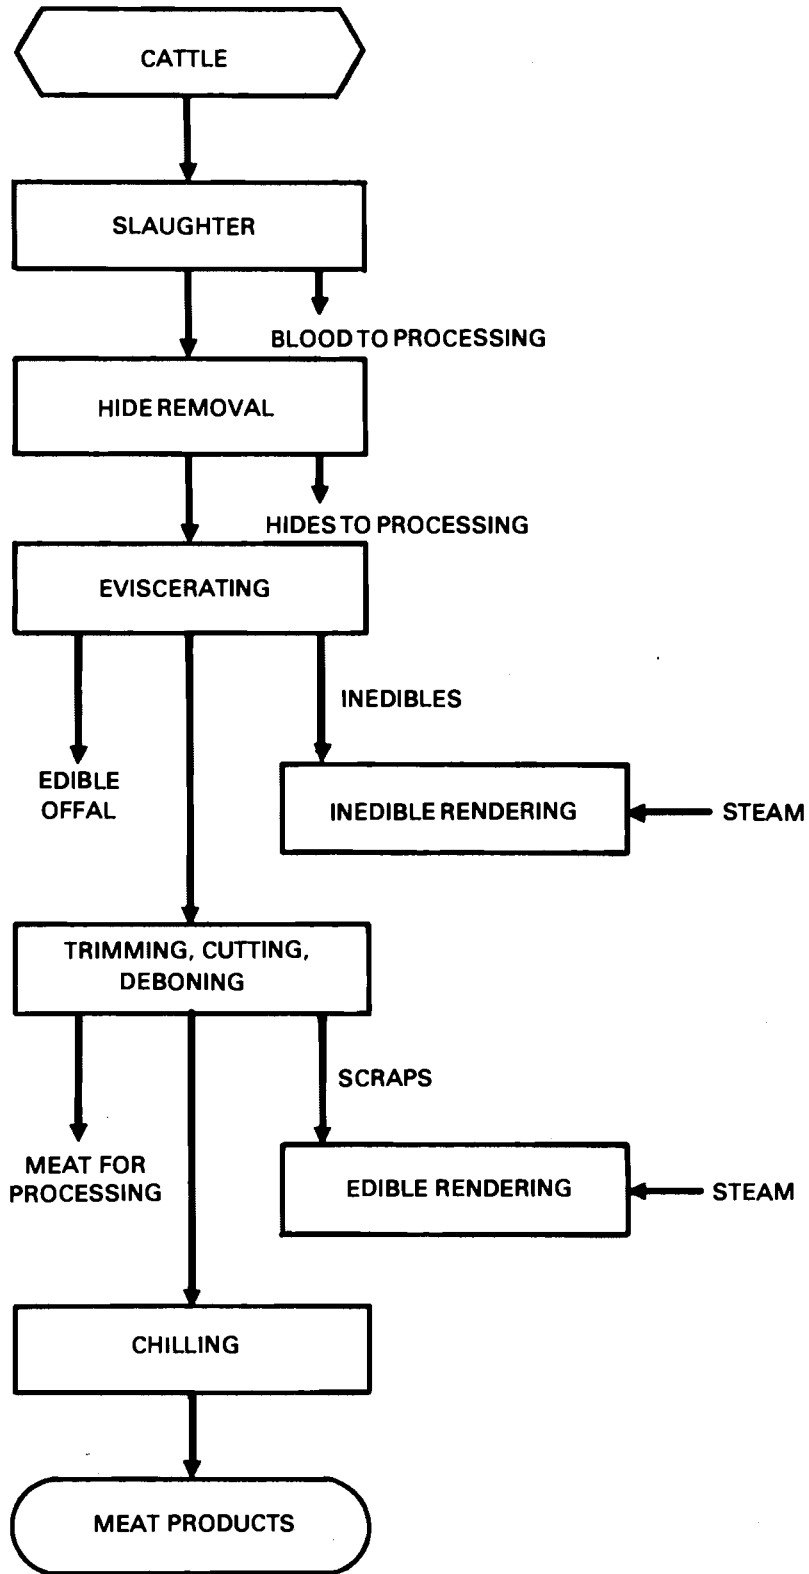 CATTLE
SLAUGHTER
BLOOD TO PROCESSING
HIDE REMOVAL
HIDES TO PROCESSING
EVISCERATING
INEDIBLES
EDIBLE
OFFAL
INEDIBLE RENDERING
STEAM
TRIMMING, CUTTING,
DEBONING
SCRAPS
MEAT FOR
PROCESSING
EDIBLE RENDERING
STEAM
CHILLING
MEAT PRODUCTS